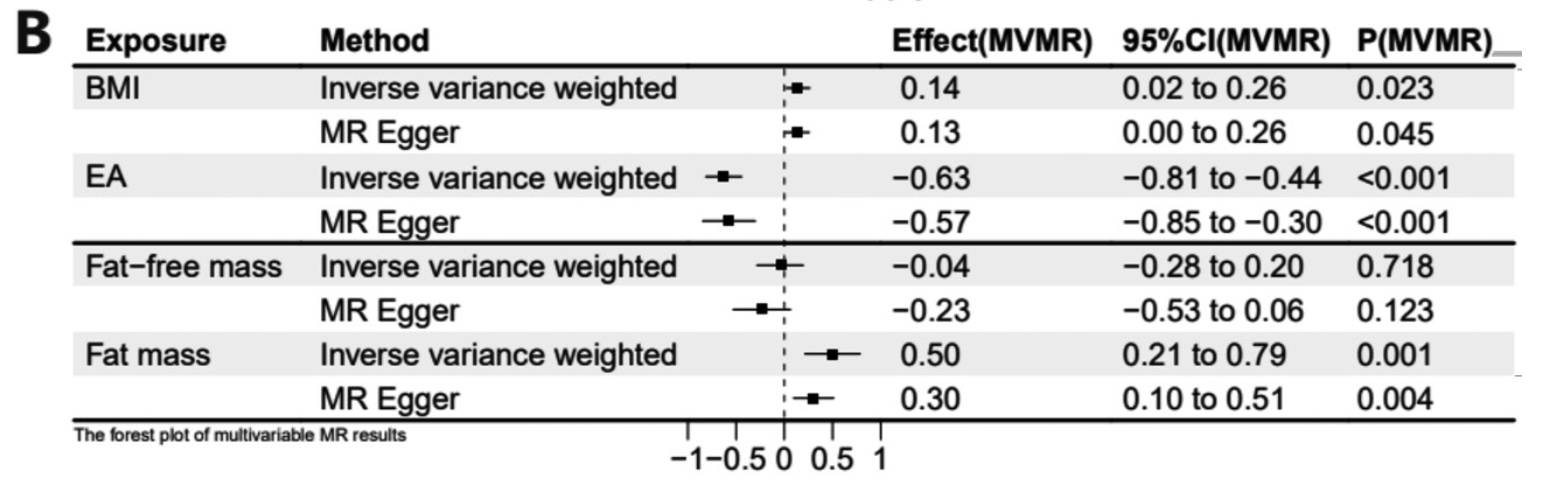 B
Exposure Method Effect(MVMR) 95%CI(MVMR) P(MVMR)
BMI Inverse variance weighted 0.14 0.02 to 0.26 0.023
MR Egger 0.13 0.00 to 0.26 0.045
EA Inverse variance weighted −0.63 −0.81 to −0.44 <0.001
MR Egger −0.57 −0.85 to −0.30 <0.001
Fat−free mass Inverse variance weighted −0.04 −0.28 to 0.20 0.718
MR Egger −0.23 −0.53 to 0.06 0.123
Fat mass Inverse variance weighted 0.50 0.21 to 0.79 0.001
MR Egger 0.30 0.10 to 0.51 0.004
The forest plot of multivariable MR results
−1 −0.5 0 0.5 1